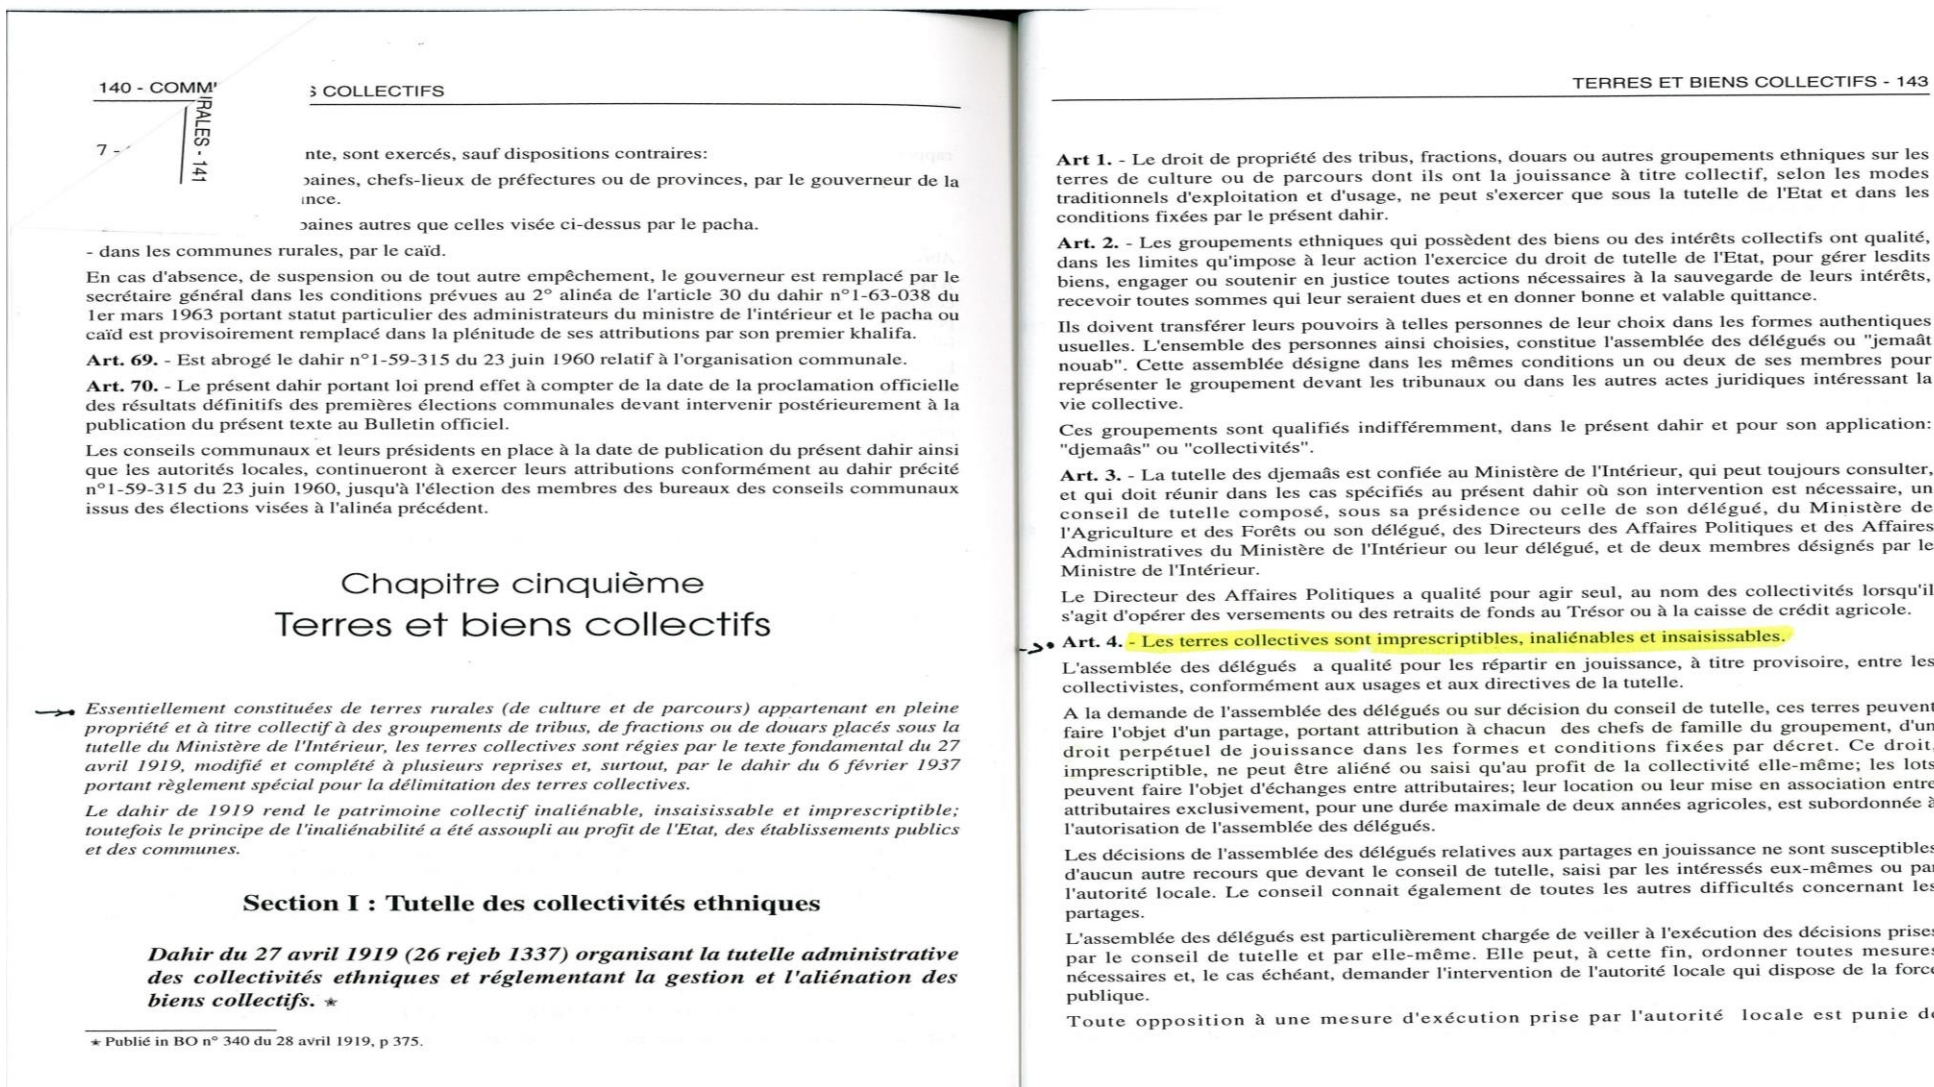 140 - COMM'
S COLLECTIFS
RALES - 141
7 -
nte, sont exercés, sauf dispositions contraires:
baines, chefs-lieux de préfectures ou de provinces, par le gouverneur de la
ince.
baines autres que celles visée ci-dessus par le pacha.
- dans les communes rurales, par le caïd.
En cas d'absence, de suspension ou de tout autre empêchement, le gouverneur est remplacé par le
secrétaire général dans les conditions prévues au 2° alinéa de l'article 30 du dahir n°1-63-038 du
1er mars 1963 portant statut particulier des administrateurs du ministre de l'intérieur et le pacha ou
caïd est provisoirement remplacé dans la plénitude de ses attributions par son premier khalifa.
Art. 69. - Est abrogé le dahir n°1-59-315 du 23 juin 1960 relatif à l'organisation communale.
Art. 70. - Le présent dahir portant loi prend effet à compter de la date de la proclamation officielle
des résultats définitifs des premières élections communales devant intervenir postérieurement à la
publication du présent texte au Bulletin officiel.
Les conseils communaux et leurs présidents en place à la date de publication du présent dahir ainsi
que les autorités locales, continueront à exercer leurs attributions conformément au dahir précité
n°1-59-315 du 23 juin 1960, jusqu'à l'élection des membres des bureaux des conseils communaux
issus des élections visées à l'alinéa précédent.
Chapitre cinquième
Terres et biens collectifs
Essentiellement constituées de terres rurales (de culture et de parcours) appartenant en pleine
propriété et à titre collectif à des groupements de tribus, de fractions ou de douars placés sous la
tutelle du Ministère de l'Intérieur, les terres collectives sont régies par le texte fondamental du 27
avril 1919, modifié et complété à plusieurs reprises et, surtout, par le dahir du 6 février 1937
portant règlement spécial pour la délimitation des terres collectives.
Le dahir de 1919 rend le patrimoine collectif inaliénable, insaisissable et imprescriptible;
toutefois le principe de l'inaliénabilité a été assoupli au profit de l'Etat, des établissements publics
et des communes.
Section I : Tutelle des collectivités ethniques
Dahir du 27 avril 1919 (26 rejeb 1337) organisant la tutelle administrative
des collectivités ethniques et réglementant la gestion et l'aliénation des
biens collectifs. ★
★ Publié in BO n° 340 du 28 avril 1919, p 375.
TERRES ET BIENS COLLECTIFS - 143
Art 1. - Le droit de propriété des tribus, fractions, douars ou autres groupements ethniques sur les
terres de culture ou de parcours dont ils ont la jouissance à titre collectif, selon les modes
traditionnels d'exploitation et d'usage, ne peut s'exercer que sous la tutelle de l'Etat et dans les
conditions fixées par le présent dahir.
Art. 2. - Les groupements ethniques qui possèdent des biens ou des intérêts collectifs ont qualité,
dans les limites qu'impose à leur action l'exercice du droit de tutelle de l'Etat, pour gérer lesdits
biens, engager ou soutenir en justice toutes actions nécessaires à la sauvegarde de leurs intérêts,
recevoir toutes sommes qui leur seraient dues et en donner bonne et valable quittance.
Ils doivent transférer leurs pouvoirs à telles personnes de leur choix dans les formes authentiques
usuelles. L'ensemble des personnes ainsi choisies, constitue l'assemblée des délégués ou "jemaât
nouab". Cette assemblée désigne dans les mêmes conditions un ou deux de ses membres pour
représenter le groupement devant les tribunaux ou dans les autres actes juridiques intéressant la
vie collective.
Ces groupements sont qualifiés indifféremment, dans le présent dahir et pour son application:
"djemaâs" ou "collectivités".
Art. 3. - La tutelle des djemaâs est confiée au Ministère de l'Intérieur, qui peut toujours consulter,
et qui doit réunir dans les cas spécifiés au présent dahir où son intervention est nécessaire, un
conseil de tutelle composé, sous sa présidence ou celle de son délégué, du Ministère de
l'Agriculture et des Forêts ou son délégué, des Directeurs des Affaires Politiques et des Affaires
Administratives du Ministère de l'Intérieur ou leur délégué, et de deux membres désignés par le
Ministre de l'Intérieur.
Le Directeur des Affaires Politiques a qualité pour agir seul, au nom des collectivités lorsqu'il
s'agit d'opérer des versements ou des retraits de fonds au Trésor ou à la caisse de crédit agricole.
Art. 4. - Les terres collectives sont imprescriptibles, inaliénables et insaisissables.
L'assemblée des délégués a qualité pour les répartir en jouissance, à titre provisoire, entre les
collectivistes, conformément aux usages et aux directives de la tutelle.
A la demande de l'assemblée des délégués ou sur décision du conseil de tutelle, ces terres peuvent
faire l'objet d'un partage, portant attribution à chacun des chefs de famille du groupement, d'un
droit perpétuel de jouissance dans les formes et conditions fixées par décret. Ce droit,
imprescriptible, ne peut être aliéné ou saisi qu'au profit de la collectivité elle-même; les lots
peuvent faire l'objet d'échanges entre attributaires; leur location ou leur mise en association entre
attributaires exclusivement, pour une durée maximale de deux années agricoles, est subordonnée à
l'autorisation de l'assemblée des délégués.
Les décisions de l'assemblée des délégués relatives aux partages en jouissance ne sont susceptibles
d'aucun autre recours que devant le conseil de tutelle, saisi par les intéressés eux-mêmes ou par
l'autorité locale. Le conseil connait également de toutes les autres difficultés concernant les
partages.
L'assemblée des délégués est particulièrement chargée de veiller à l'exécution des décisions prises
par le conseil de tutelle et par elle-même. Elle peut, à cette fin, ordonner toutes mesures
nécessaires et, le cas échéant, demander l'intervention de l'autorité locale qui dispose de la force
publique.
Toute opposition à une mesure d'exécution prise par l'autorité locale est punie de